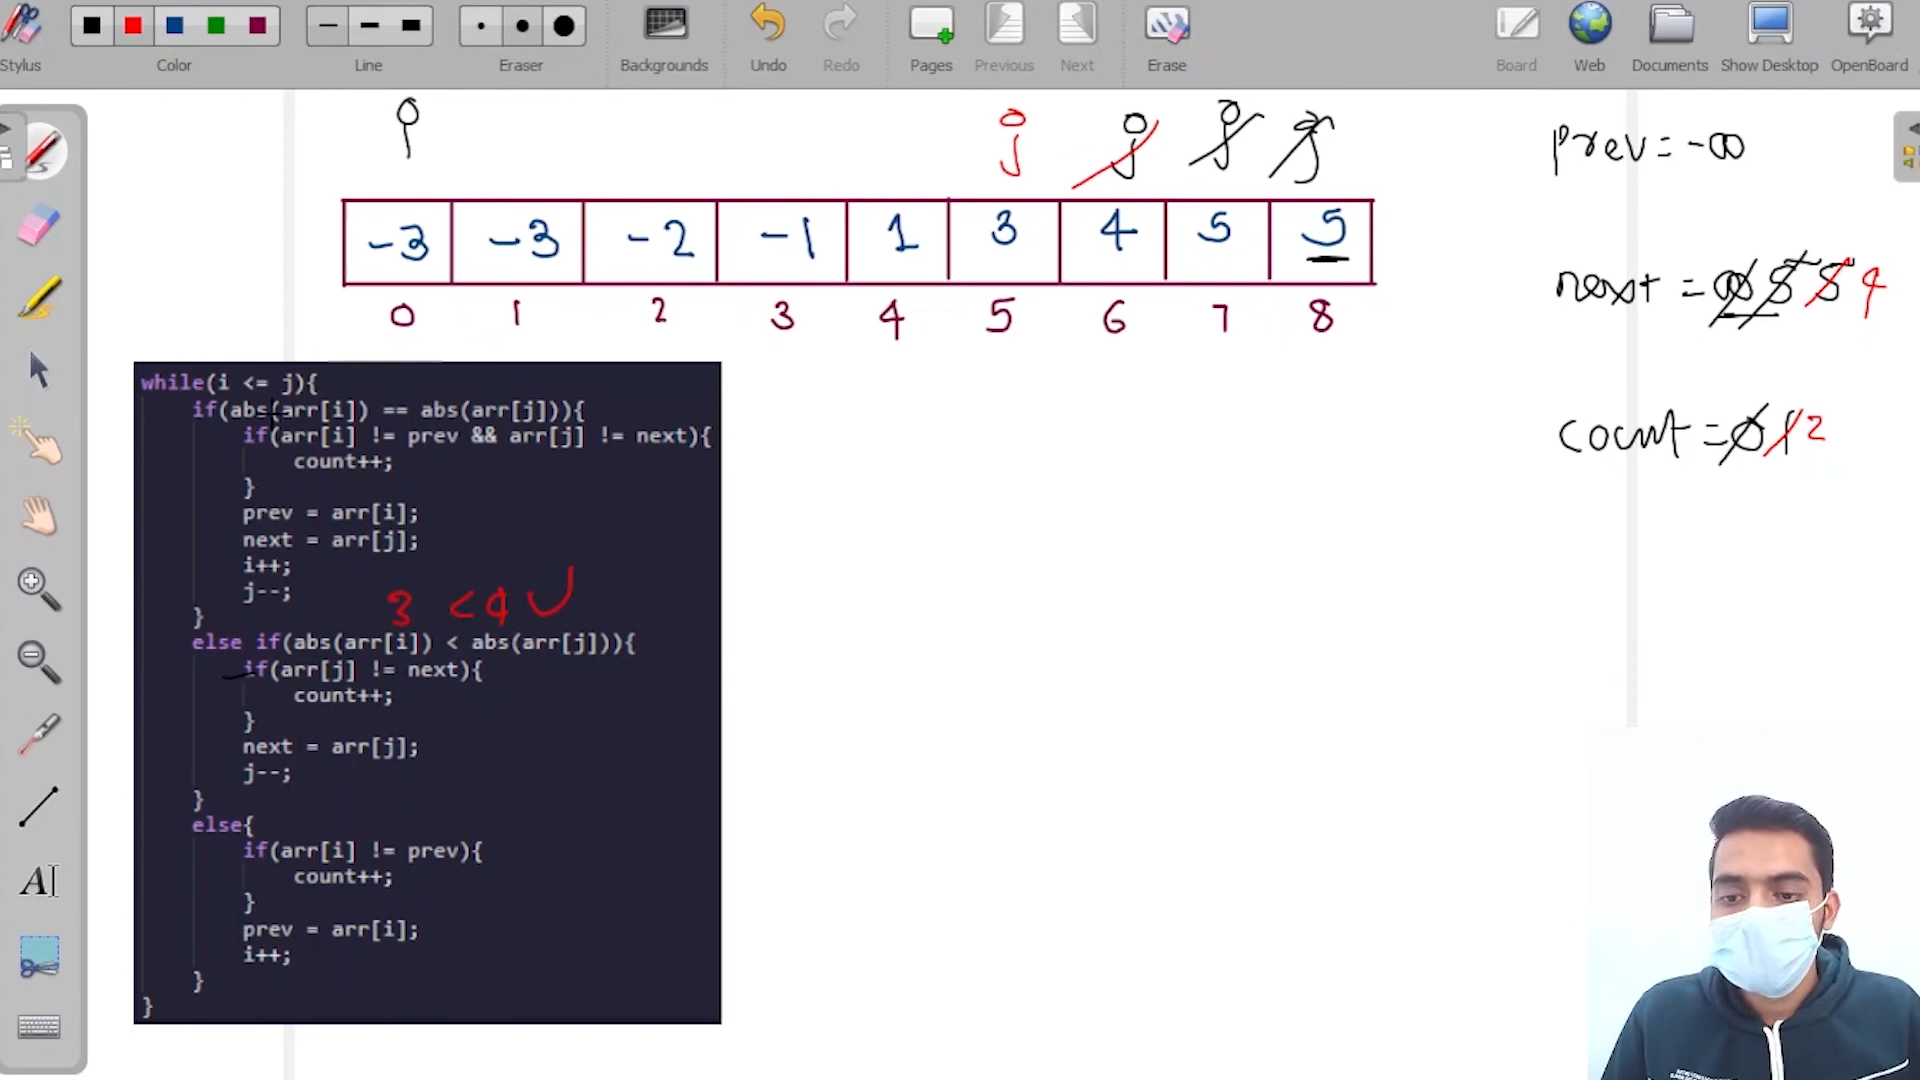 Stylus
Color
Line
Eraser
Backgrounds
Undo
Redo
Pages
Previous
Next
Erase
Board
Web
Documents
Show Desktop
OpenBoard
i
j j j j
prev = -∞
-3 -3 -2 -1 1 3 4 5 5
0 1 2 3 4 5 6 7 8
next = ∞ 5 5 4
count = 0 1 2
while(i <= j){
if(abs(arr[i]) == abs(arr[j])){
if(arr[i] != prev && arr[j] != next){
count++;
}
prev = arr[i];
next = arr[j];
i++;
j--;
3 < 4
}
else if(abs(arr[i]) < abs(arr[j])){
if(arr[j] != next){
count++;
}
next = arr[j];
j--;
}
else{
if(arr[i] != prev){
count++;
}
prev = arr[i];
i++;
}
}